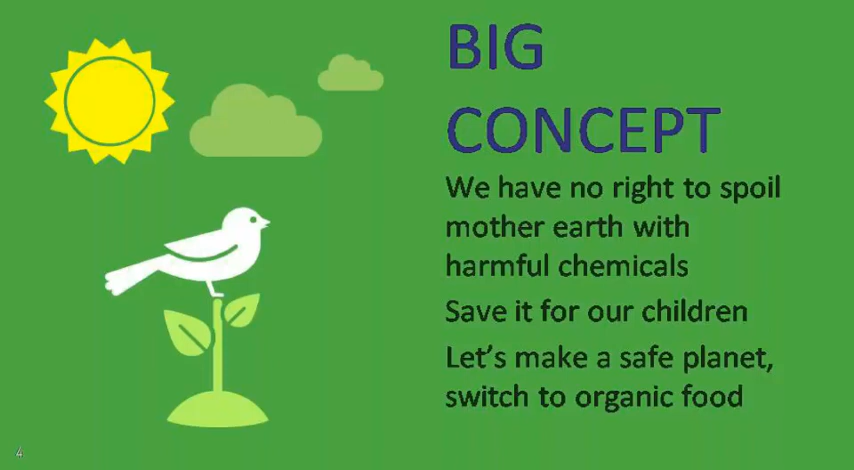 BIG
CONCEPT
We have no right to spoil
mother earth with
harmful chemicals
Save it for our children
Let's make a safe planet,
switch to organic food
4